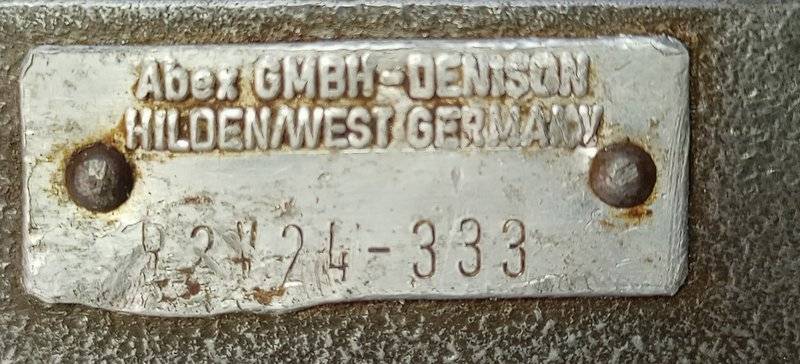 Abex GMBH-DENISON
HILDEN/WEST GERMANY